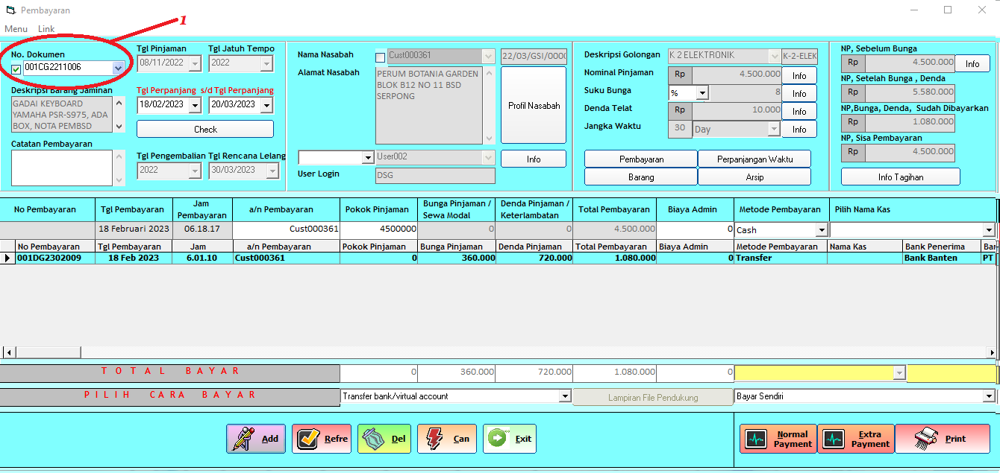 Pembayaran
Menu Link
1
No. Dokumen
001CG2211006
Tgl Pinjaman Tgl Jatuh Tempo
08/11/2022 2022
Deskripsi Barang Jaminan
GADAI KEYBOARD
YAMAHA PSR-S975, ADA
BOX, NOTA PEMBSD
Tgl Perpanjang s/d Tgl Perpanjang
18/02/2023 20/03/2023
Check
Catatan Pembayaran
Tgl Pengembalian Tgl Rencana Lelang
2022 30/03/2023
Nama Nasabah Cust000361 22/03/GSI/0000
Alamat Nasabah
PERUM BOTANIA GARDEN
BLOK B12 NO 11 BSD
SERPONG
Profil Nasabah
User002 Info
User Login DSG
Deskripsi Golongan K 2 ELEKTRONIK K-2-ELEK
Nominal Pinjaman Rp 4.500.000 Info
Suku Bunga % 8 Info
Denda Telat Rp 10.000 Info
Jangka Waktu 30 Day Info
Pembayaran Perpanjangan Waktu
Barang Arsip
NP, Sebelum Bunga
Rp 4.500.000 Info
NP, Setelah Bunga , Denda
Rp 5.580.000
NP,Bunga, Denda, Sudah Dibayarkan
Rp 1.080.000
NP, Sisa Pembayaran
Rp 4.500.000
Info Tagihan
No Pembayaran Tgl Pembayaran Jam Pembayaran a/n Pembayaran Pokok Pinjaman Bunga Pinjaman / Sewa Modal Denda Pinjaman / Keterlambatan Total Pembayaran Biaya Admin Metode Pembayaran Pilih Nama Kas
18 Februari 2023 06.18.17 Cust000361 4500000 0 0 4.500.000 0 Cash
No Pembayaran Tgl Pembayaran Jam a/n Pembayaran Pokok Pinjaman Bunga Pinjaman Denda Pinjaman Total Pembayaran Biaya Admin Metode Pembayaran Nama Kas Bank Penerima Bar
001DG2302009 18 Feb 2023 6.01.10 Cust000361 0 360.000 720.000 1.080.000 0 Transfer Bank Banten PT
T O T A L B A Y A R 0 360.000 720.000 1.080.000 0
P I L I H C A R A B A Y A R Transfer bank/virtual account Lampiran File Pendukung Bayar Sendiri
Add Refre Del Can Exit Normal Payment Extra Payment Print